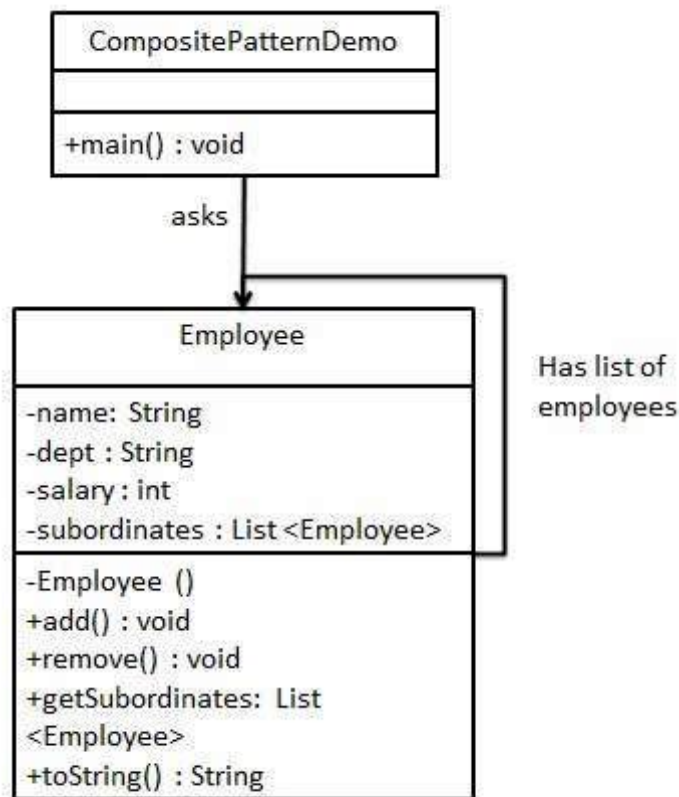 CompositePatternDemo
+main() : void
asks
Employee
Has list of
employees
-name: String
-dept : String
-salary : int
-subordinates : List <Employee>
-Employee ()
+add() : void
+remove() : void
+getSubordinates: List
<Employee>
+toString() : String